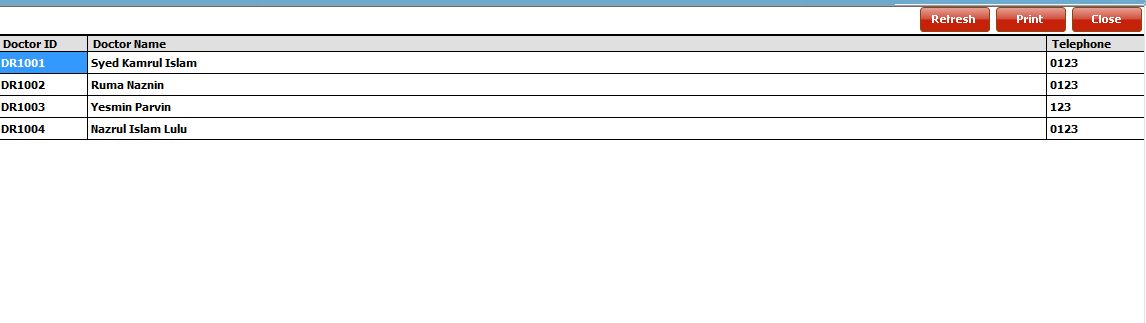 Refresh Print Close
Doctor ID Doctor Name Telephone
DR1001 Syed Kamrul Islam 0123
DR1002 Ruma Naznin 0123
DR1003 Yesmin Parvin 123
DR1004 Nazrul Islam Lulu 0123